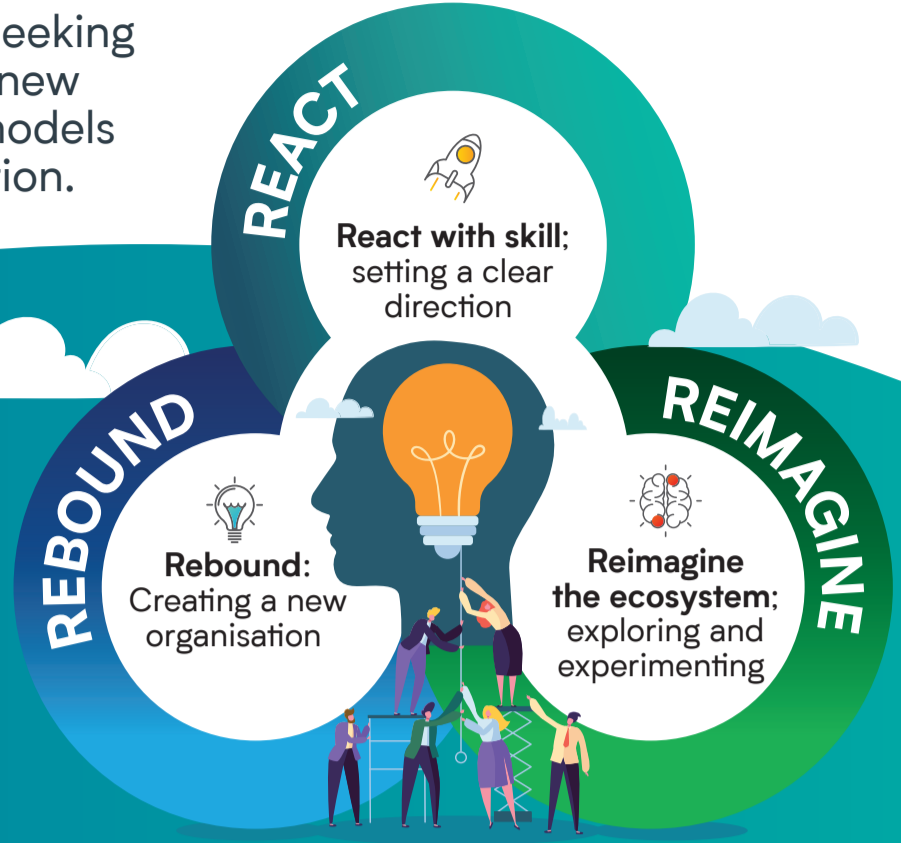 eeking
new
nodels
ion.
REACT
React with skill;
setting a clear
direction
REBOUND
Rebound:
Creating a new
organisation
REIMAGINE
Reimagine
the ecosystem;
exploring and
experimenting